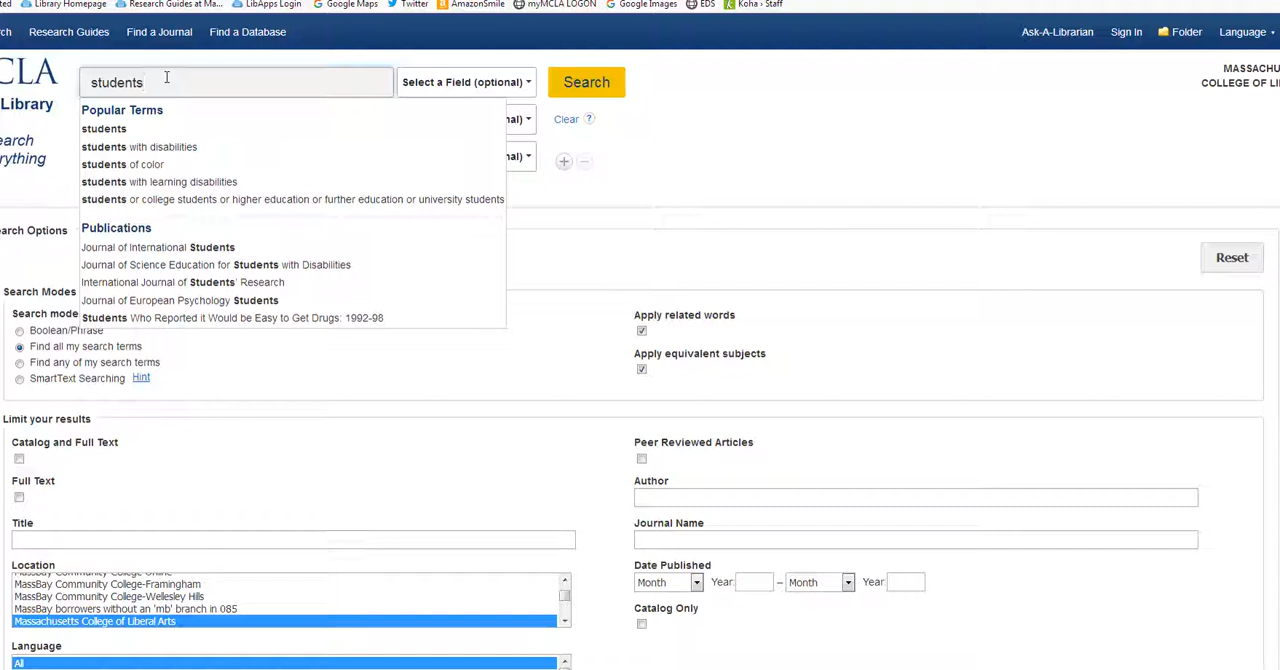 ted Library Homepage Research Guides at Ma... LibApps Login Google Maps Twitter AmazonSmile myMCLA LOGON Google Images EDS Koha › Staff
rch Research Guides Find a Journal Find a Database Ask-A-Librarian Sign In Folder Language
CLA
Library
earch
rything
students Select a Field (optional) Search
MASSACHU
COLLEGE OF LI
Popular Terms
students
nal) Clear ?
students with disabilities
students of color
nal)
students with learning disabilities
students or college students or higher education or further education or university students
Publications
earch Options
Journal of International Students
Reset
Journal of Science Education for Students with Disabilities
International Journal of Students' Research
Search Modes
Journal of European Psychology Students
Search mode
Students Who Reported it Would be Easy to Get Drugs: 1992-98
Apply related words
Boolean/Phrase
Find all my search terms
Apply equivalent subjects
Find any of my search terms
SmartText Searching Hint
Limit your results
Catalog and Full Text
Peer Reviewed Articles
Full Text
Author
Title
Journal Name
Location
MassBay Community College-Framingham
MassBay Community College-Wellesley Hills
MassBay borrowers without an 'mb' branch in 085
Massachusetts College of Liberal Arts
Date Published
Month Year: – Month Year:
Catalog Only
Language
All